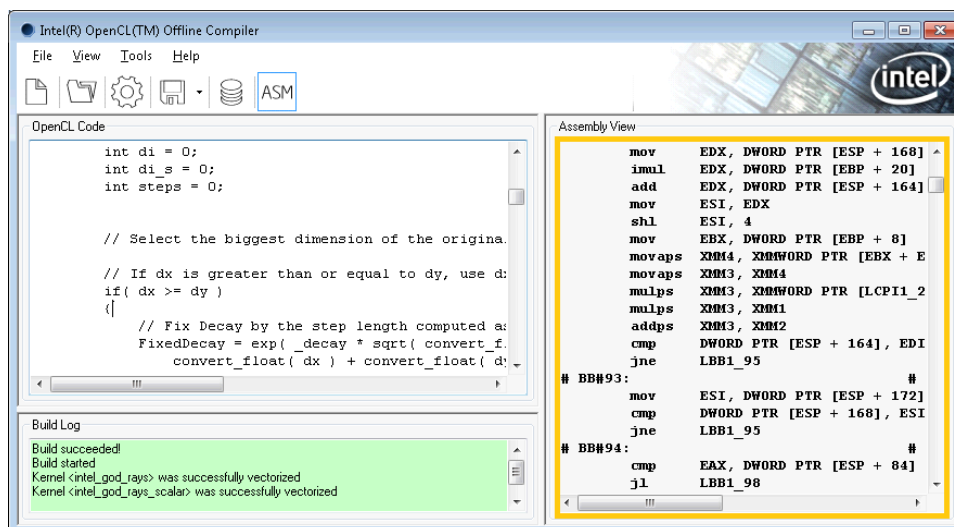 Intel(R) OpenCL(TM) Offline Compiler
File View Tools Help
ASM
intel
OpenCL Code
int di = 0;
int di_s = 0;
int steps = 0;
// Select the biggest dimension of the origina
// If dx is greater than or equal to dy, use
if( dx >= dy )
{
// Fix Decay by the step length computed
FixedDecay = exp( _decay * sqrt( convert_f
convert_float( dx ) + convert_float(
Build Log
Build succeeded!
Build started
Kernel <intel_god_rays> was successfully vectorized
Kernel <intel_god_rays_scalar> was successfully vectorized
Assembly View
mov EDX, DWORD PTR [ESP + 168]
imul EDX, DWORD PTR [EBP + 20]
add EDX, DWORD PTR [ESP + 164]
mov ESI, EDX
shl ESI, 4
mov EBX, DWORD PTR [EBP + 8]
movaps XMM4, XMMWORD PTR [EBX + E
movaps XMM3, XMM4
mulps XMM3, XMMWORD PTR [LCPI1_2
mulps XMM3, XMM1
addps XMM3, XMM2
cmp DWORD PTR [ESP + 164], EDI
jne LBB1_95
# BB#93: #
mov ESI, DWORD PTR [ESP + 172]
cmp DWORD PTR [ESP + 168], ESI
jne LBB1_95
# BB#94: #
cmp EAX, DWORD PTR [ESP + 84]
jl LBB1_98